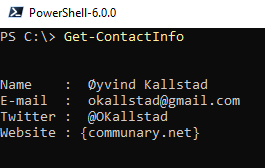 PowerShell-6.0.0
PS C:\> Get-ContactInfo
Name    :  Øyvind Kallstad
E-mail  :  okallstad@gmail.com
Twitter :  @OKallstad
Website : {communary.net}